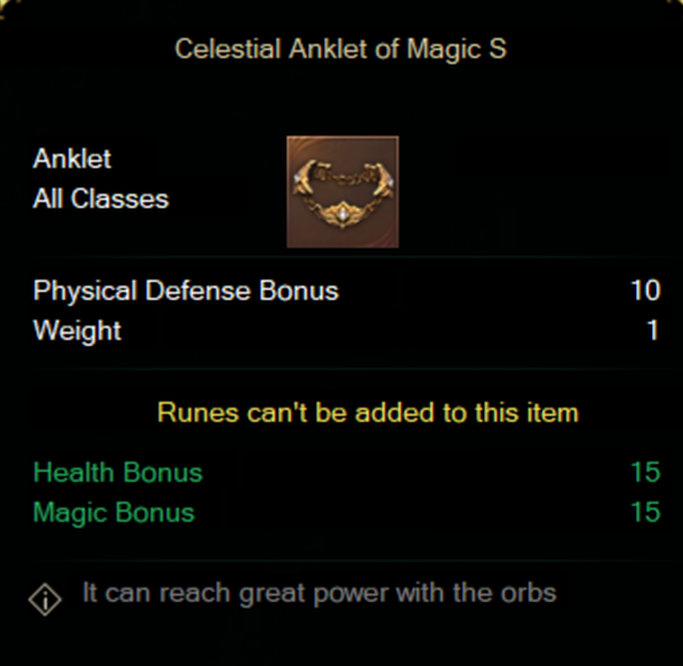 Celestial Anklet of Magic S
Anklet
All Classes
Physical Defense Bonus 10
Weight 1
Runes can't be added to this item
Health Bonus 15
Magic Bonus 15
It can reach great power with the orbs